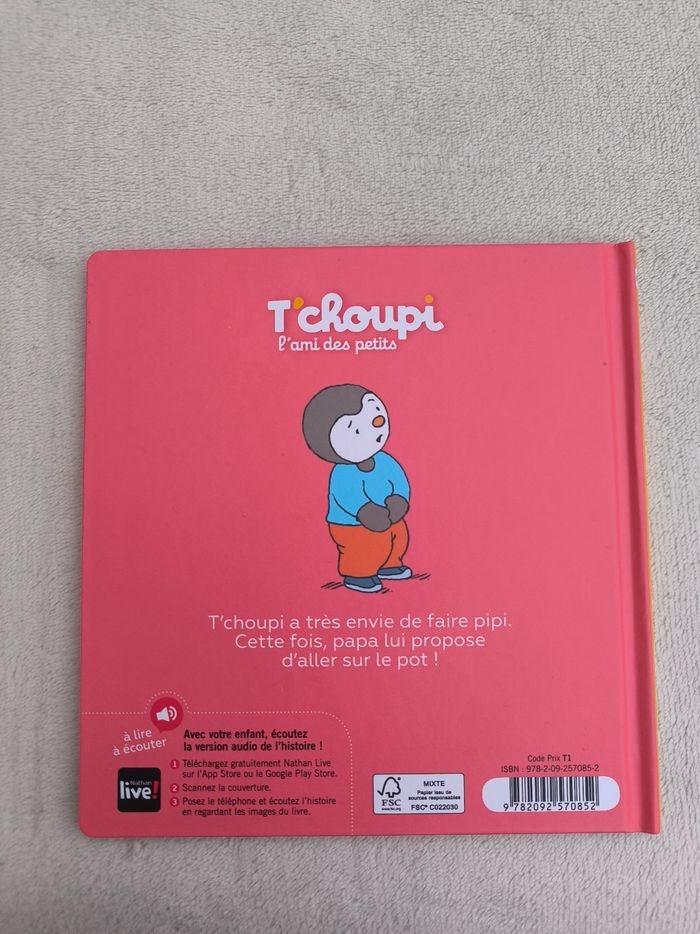 T'choupi
l'ami des petits
T'choupi a très envie de faire pipi.
Cette fois, papa lui propose
d'aller sur le pot !
à lire
à écouter
Avec votre enfant, écoutez
la version audio de l'histoire !
Nathan
live!
1 Téléchargez gratuitement Nathan Live
sur l'App Store ou le Google Play Store.
2 Scannez la couverture.
3 Posez le téléphone et écoutez l'histoire
en regardant les images du livre.
FSC
www.fsc.org
MIXTE
Papier issu de
sources responsables
FSC® C022030
Code Prix T1
ISBN : 978-2-09-257085-2
9 782092 570852